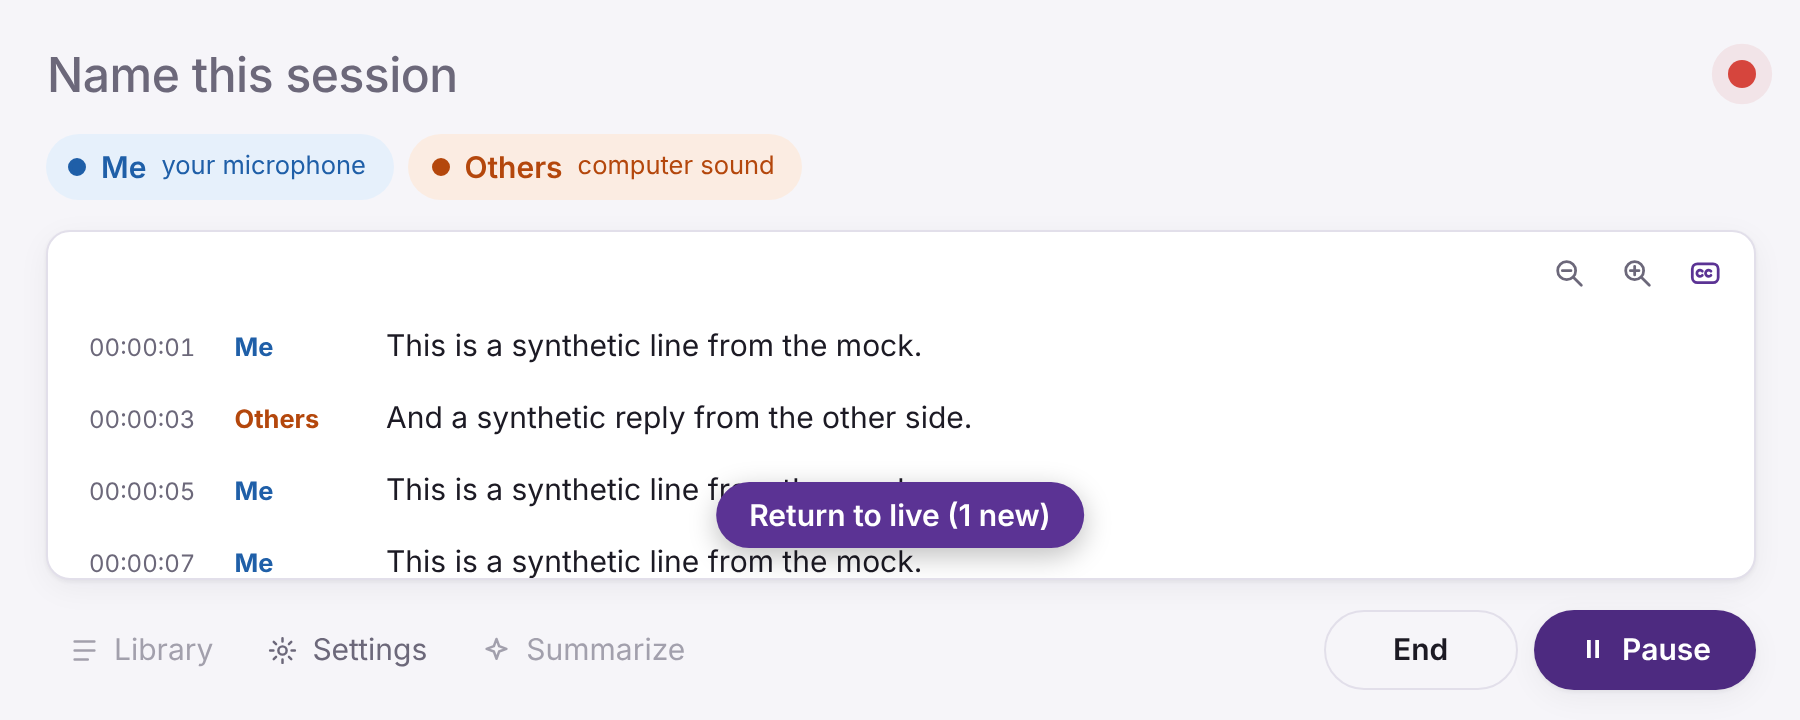 Name this session
Me your microphone
Others computer sound
cc
00:00:01 Me This is a synthetic line from the mock.
00:00:03 Others And a synthetic reply from the other side.
00:00:05 Me This is a synthetic line
Return to live (1 new)
00:00:07 Me This is a synthetic line from the mock.
Library
Settings
Summarize
End
Pause